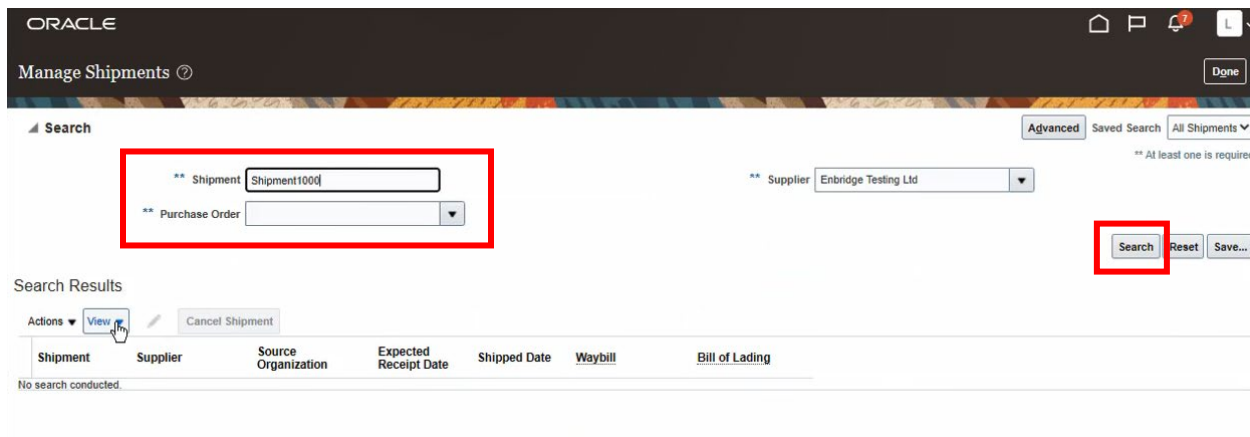 ORACLE
7
L
Manage Shipments
Done
Search
Advanced Saved Search All Shipments
** At least one is required
** Shipment Shipment1000
** Supplier Enbridge Testing Ltd
** Purchase Order
Search Reset Save...
Search Results
Actions View Cancel Shipment
Shipment Supplier Source Organization Expected Receipt Date Shipped Date Waybill Bill of Lading
No search conducted.